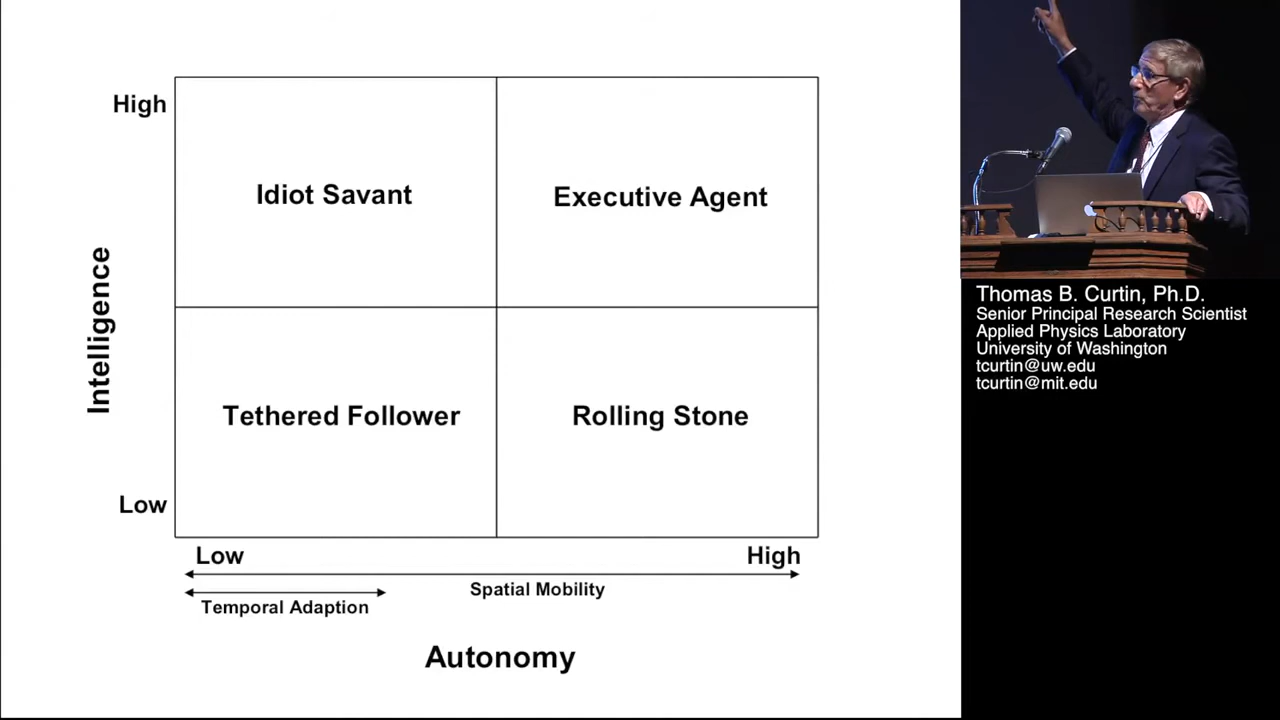 High
Idiot Savant
Executive Agent
Intelligence
Tethered Follower
Rolling Stone
Low
Low
High
Spatial Mobility
Temporal Adaption
Autonomy
Thomas B. Curtin, Ph.D.
Senior Principal Research Scientist
Applied Physics Laboratory
University of Washington
tcurtin@uw.edu
tcurtin@mit.edu